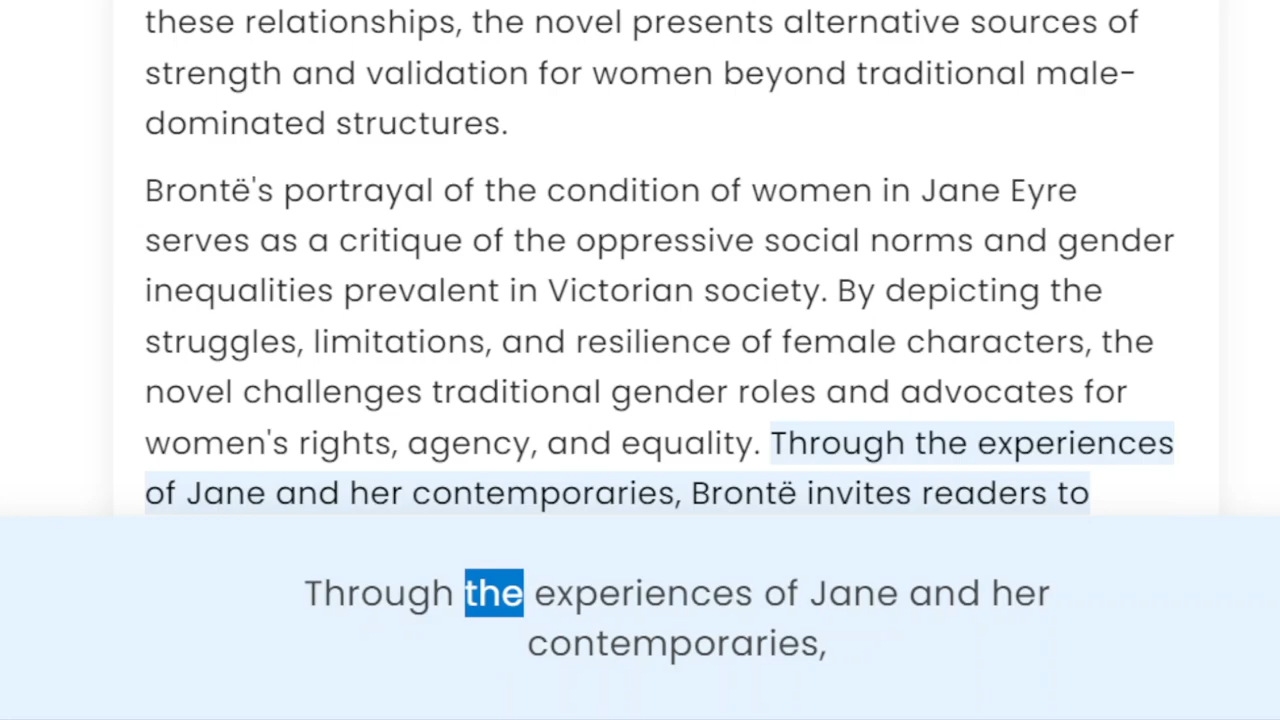 these relationships, the novel presents alternative sources of
strength and validation for women beyond traditional male-
dominated structures.
Brontë's portrayal of the condition of women in Jane Eyre
serves as a critique of the oppressive social norms and gender
inequalities prevalent in Victorian society. By depicting the
struggles, limitations, and resilience of female characters, the
novel challenges traditional gender roles and advocates for
women's rights, agency, and equality. Through the experiences
of Jane and her contemporaries, Brontë invites readers to
Through the experiences of Jane and her
contemporaries,